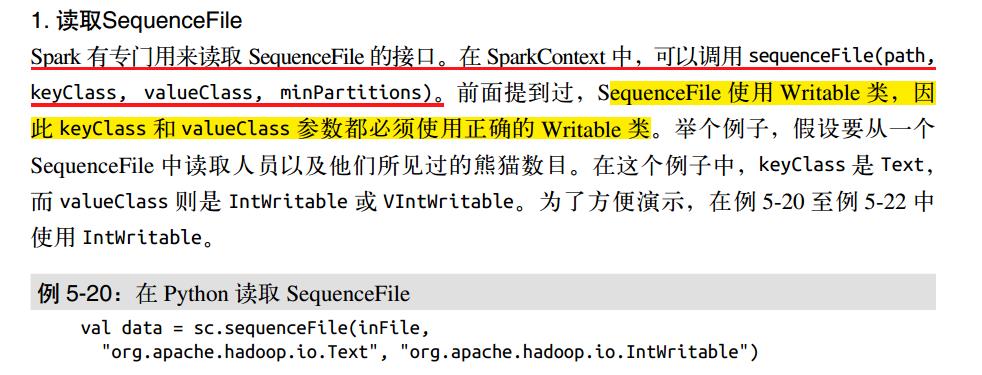 1. 读取SequenceFile
Spark 有专门用来读取 SequenceFile 的接口。在 SparkContext 中，可以调用 sequenceFile(path,
keyClass, valueClass, minPartitions)。前面提到过，SequenceFile 使用 Writable 类，因
此 keyClass 和 valueClass 参数都必须使用正确的 Writable 类。举个例子，假设要从一个
SequenceFile 中读取人员以及他们所见过的熊猫数目。在这个例子中，keyClass 是 Text，
而 valueClass 则是 IntWritable 或 VIntWritable。为了方便演示，在例 5-20 至例 5-22 中
使用 IntWritable。
例 5-20：在 Python 读取 SequenceFile
val data = sc.sequenceFile(inFile,
"org.apache.hadoop.io.Text", "org.apache.hadoop.io.IntWritable")